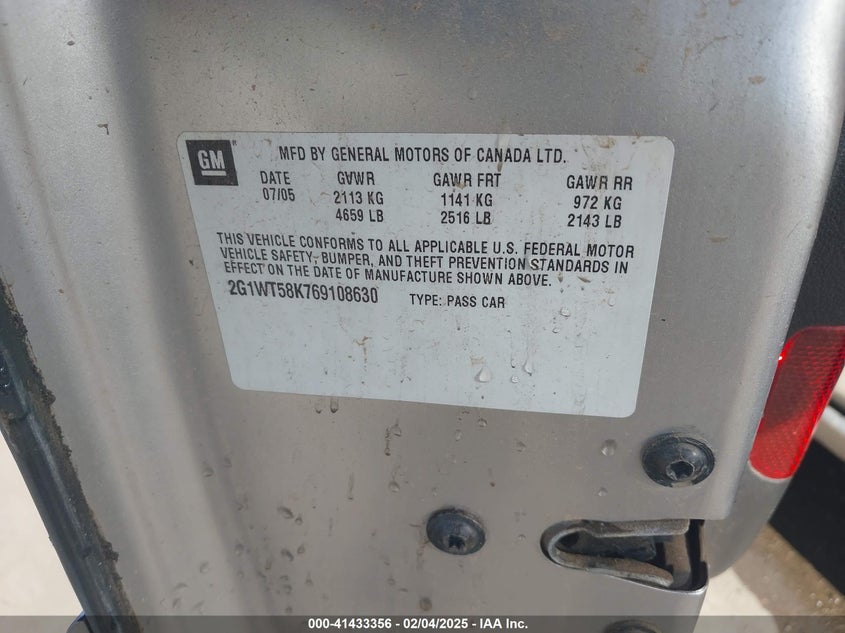 GM
MFD BY GENERAL MOTORS OF CANADA LTD.
DATE GVWR GAWR FRT GAWR RR
07/05 2113 KG 1141 KG 972 KG
4659 LB 2516 LB 2143 LB
THIS VEHICLE CONFORMS TO ALL APPLICABLE U.S. FEDERAL MOTOR
VEHICLE SAFETY, BUMPER, AND THEFT PREVENTION STANDARDS IN
EFFECT ON THE DATE OF MANUFACTURE SHOWN ABOVE.
2G1WT58K769108630 TYPE: PASS CAR
000-41433356 - 02/04/2025 - IAA Inc.